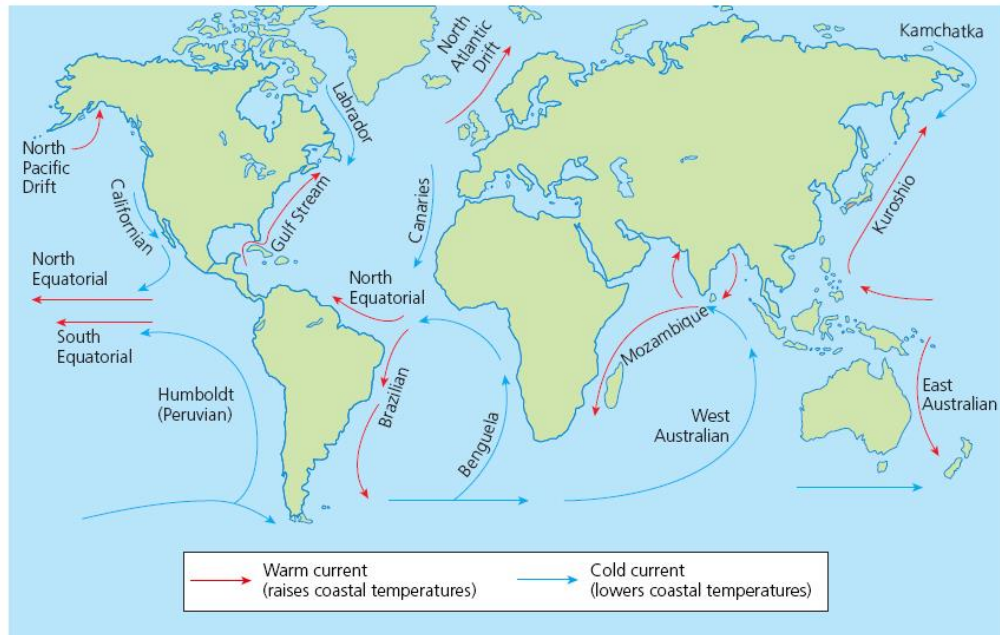 Kamchatka
North
Atlantic
Drift
Labrador
North
Pacific
Drift
Californian
Gulf Stream
Canaries
Kuroshio
North
Equatorial
North
Equatorial
South
Equatorial
Mozambique
Humboldt
(Peruvian)
Brazilian
Benguela
West
Australian
East
Australian
Warm current
(raises coastal temperatures)
Cold current
(lowers coastal temperatures)